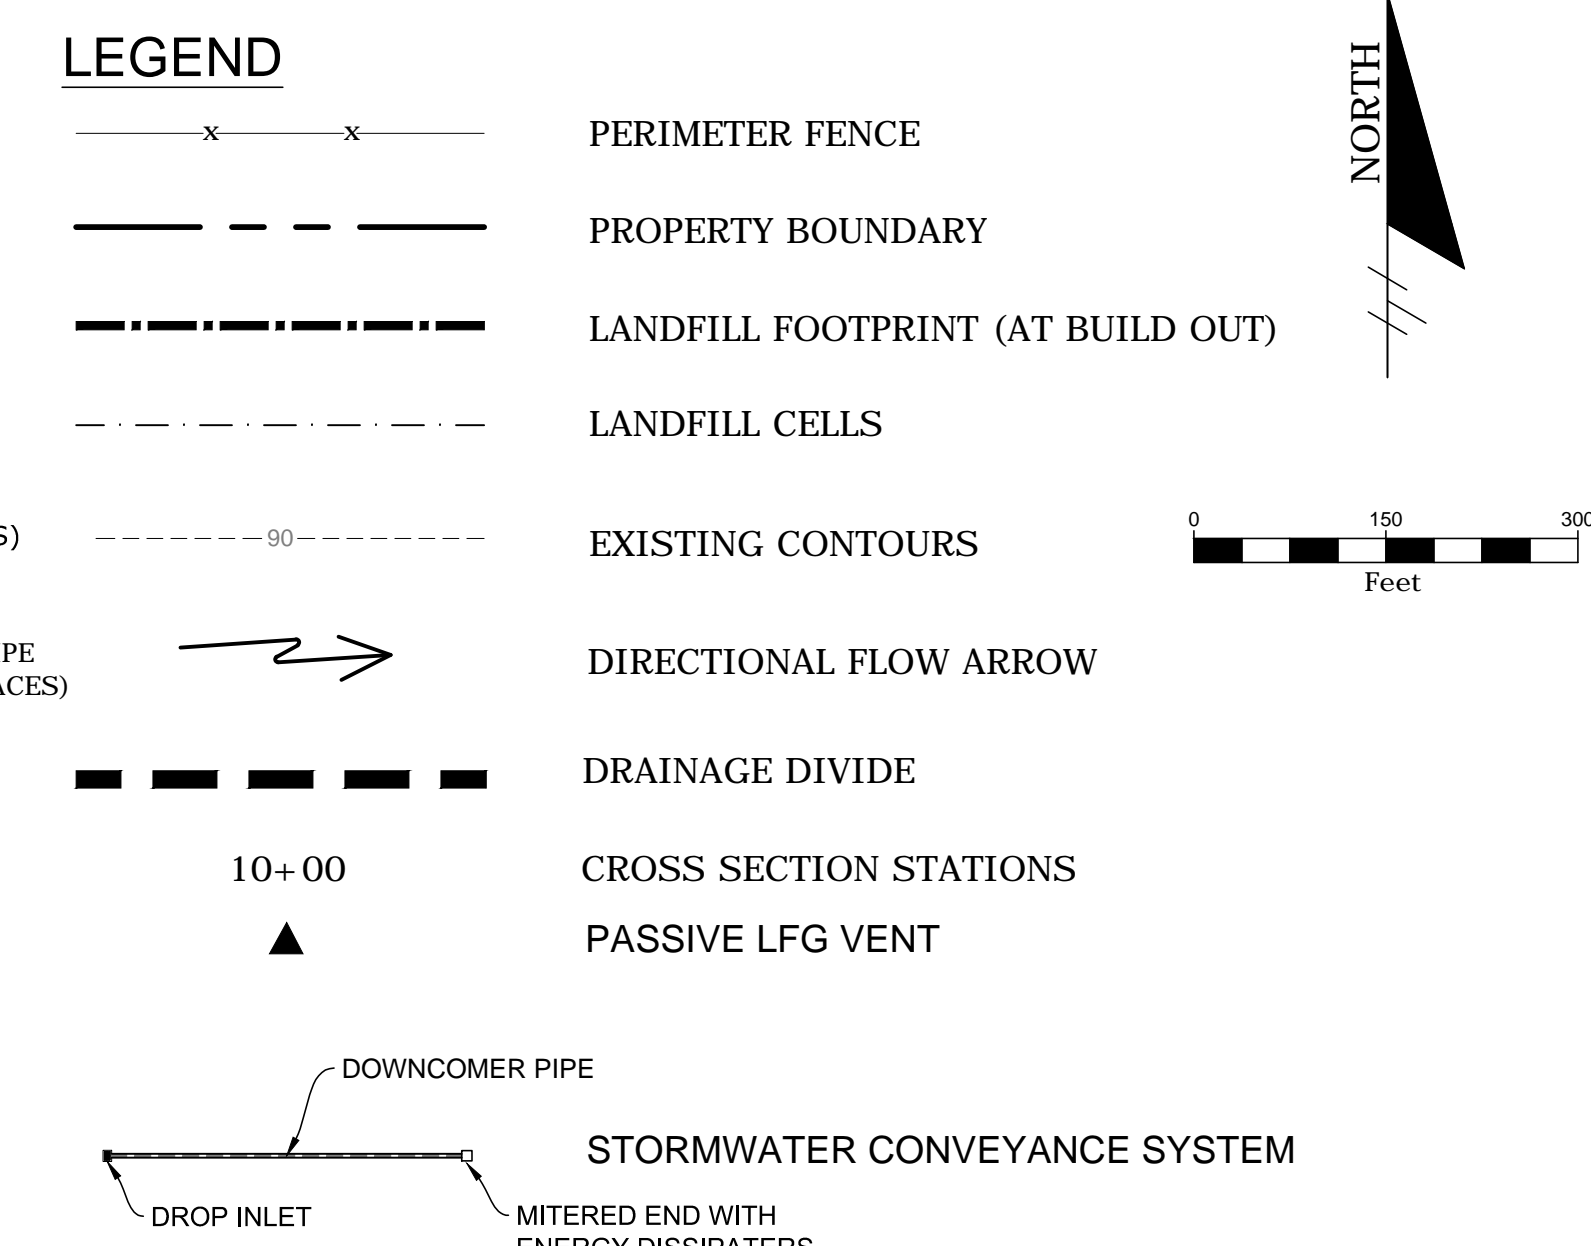 LEGEND
NORTH
x x
PERIMETER FENCE
PROPERTY BOUNDARY
LANDFILL FOOTPRINT (AT BUILD OUT)
LANDFILL CELLS
0 150 300
Feet
90
EXISTING CONTOURS
DIRECTIONAL FLOW ARROW
DRAINAGE DIVIDE
10+00
CROSS SECTION STATIONS
PASSIVE LFG VENT
DOWNCOMER PIPE
STORMWATER CONVEYANCE SYSTEM
DROP INLET
MITERED END WITH
ENERGY DISSIPATERS